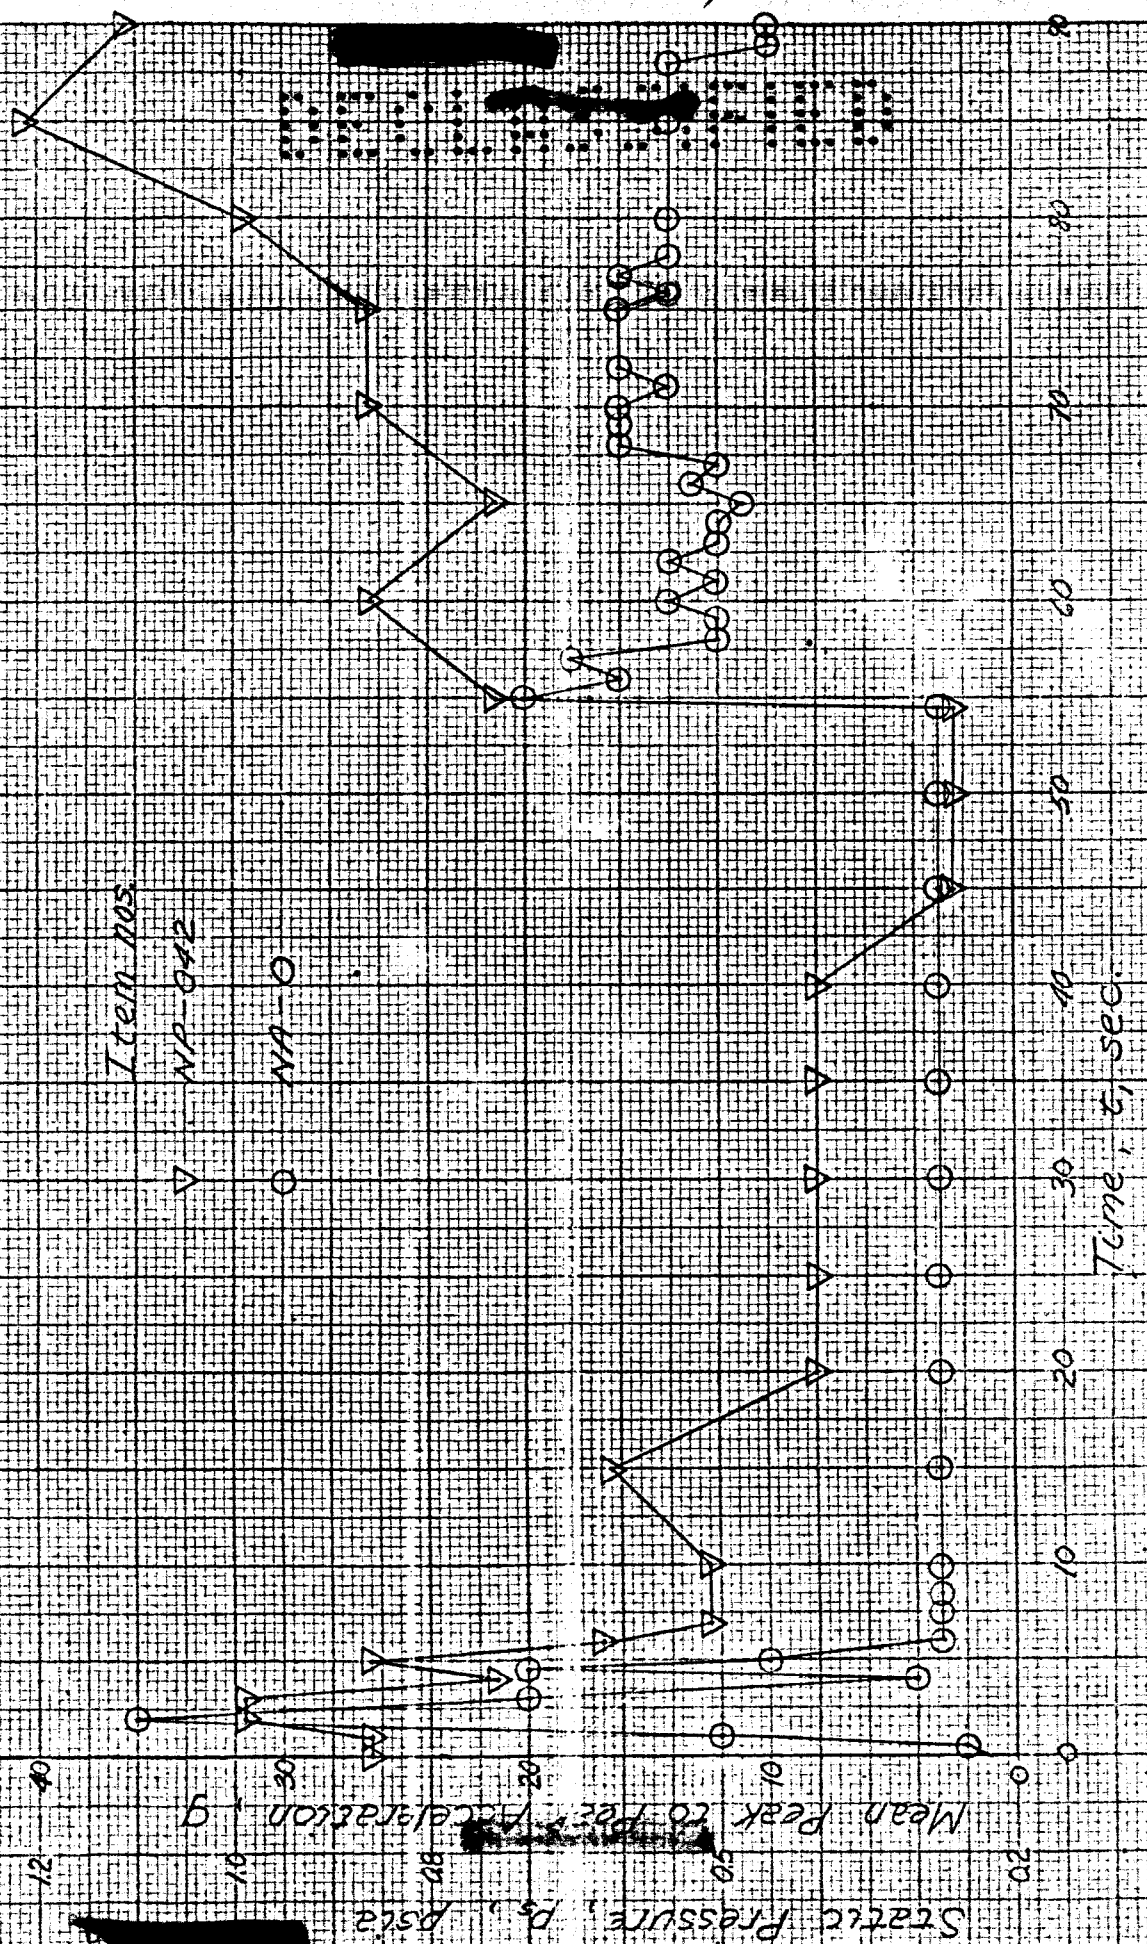 Item nos.
NP-042
NA-0
DECLASSIFIED
40
30
20
10
0
Mean Peak to Peak Acceleration, g
1.2
1.0
0.8
0.5
0.2
Static Pressure, Ps, psia
0
10
20
30
40
50
60
70
80
90
Time, t, sec.